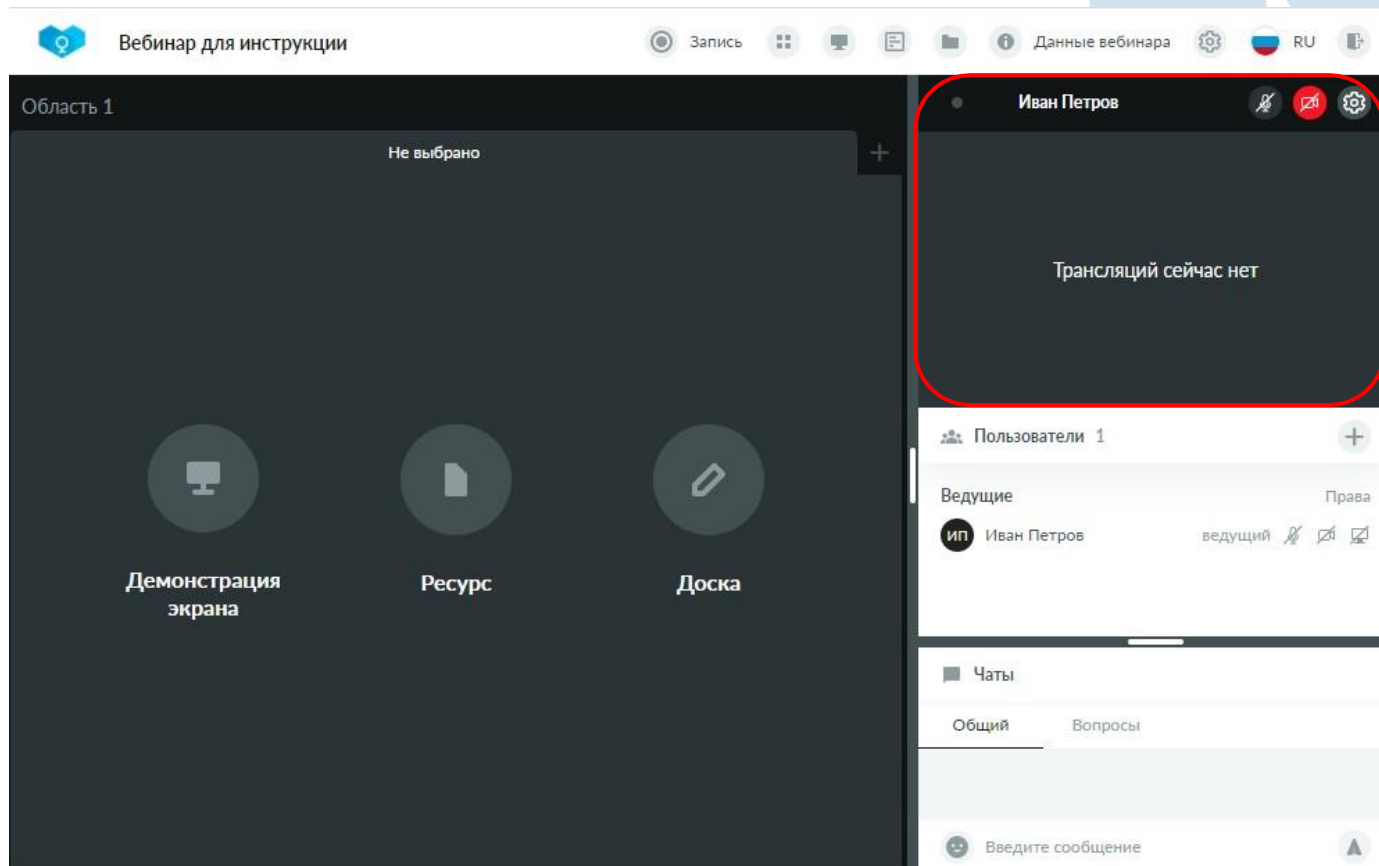 Вебинар для инструкции
Запись
Данные вебинара
RU
Область 1
Не выбрано
Демонстрация
экрана
Ресурс
Доска
Иван Петров
Трансляций сейчас нет
Пользователи 1
Ведущие Права
ИП Иван Петров ведущий
Чаты
Общий Вопросы
Введите сообщение